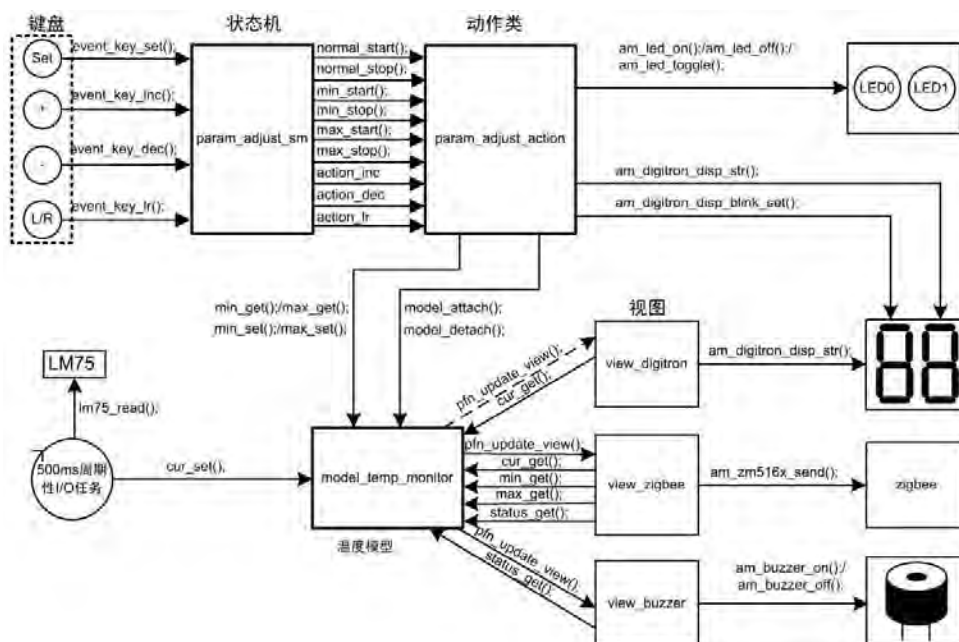 键盘
状态机
动作类
Set
event_key_set();
+
event_key_inc();
-
event_key_dec();
L/R
event_key_lr();
param_adjust_sm
normal_start();
normal_stop();
min_start();
min_stop();
max_start();
max_stop();
action_inc
action_dec
action_lr
param_adjust_action
am_led_on();/am_led_off();/
am_led_toggle();
LED0
LED1
am_digitron_disp_str();
am_digitron_disp_blink_set();
min_get();/max_get();
min_set();/max_set();
model_attach();
model_detach();
视图
LM75
lm75_read();
500ms周期
性I/O任务
cur_set();
model_temp_monitor
温度模型
pfn_update_view();
cur_get();
view_digitron
am_digitron_disp_str();
pfn_update_view();
cur_get();
min_get();
max_get();
status_get();
view_zigbee
am_zm516x_send();
zigbee
pfn_update_view();
status_get();
view_buzzer
am_buzzer_on();/
am_buzzer_off();